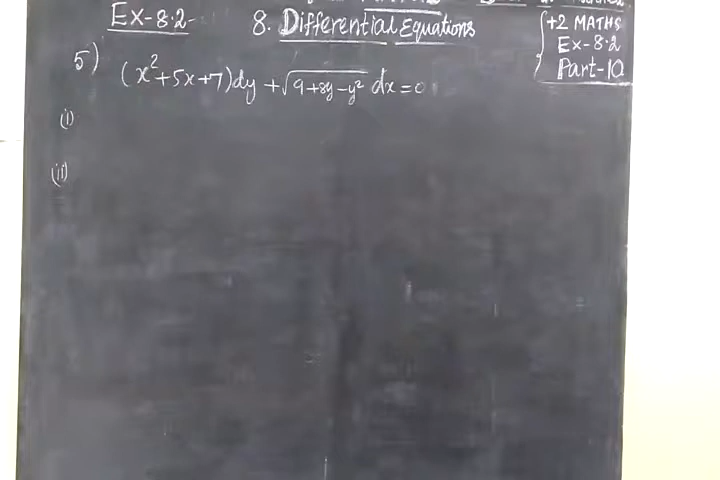 Ex-8.2-
8. Differential Equations
+2 MATHS
Ex-8.2
Part-10
5) (x²+5x+7)dy + √9+8y-y² dx=0
(i)
(ii)